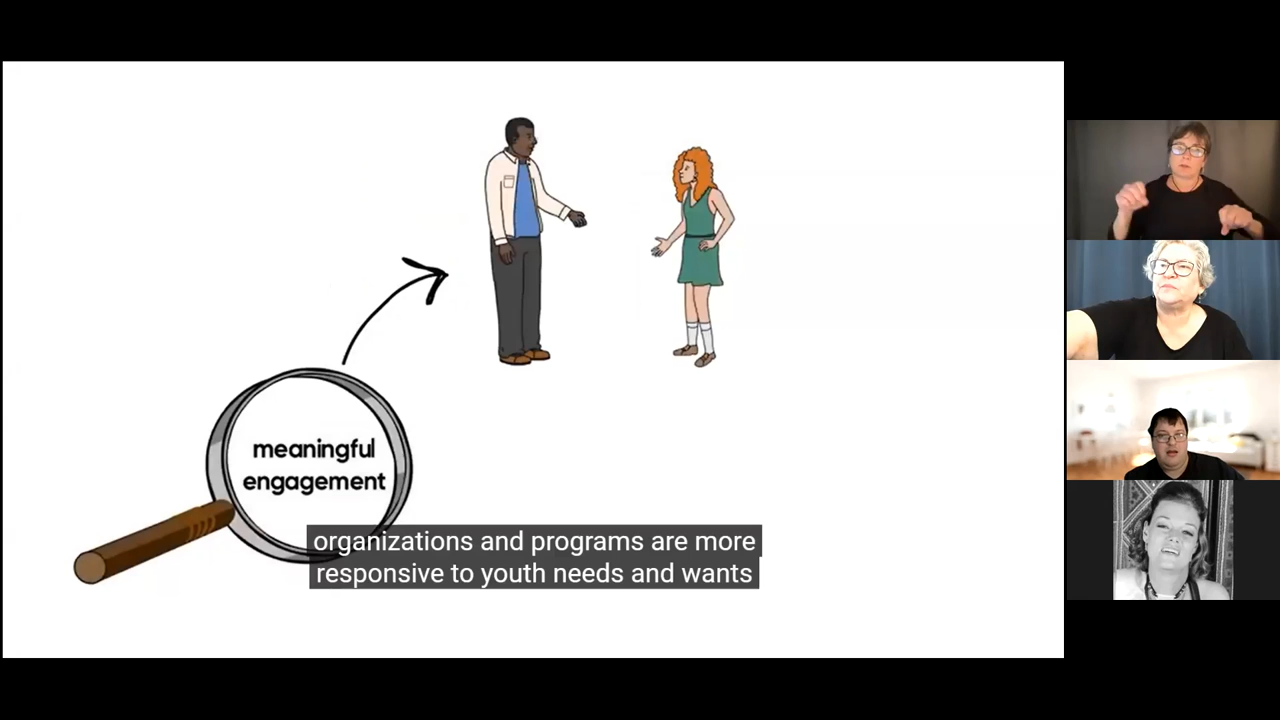 meaningful
engagement
organizations and programs are more
responsive to youth needs and wants